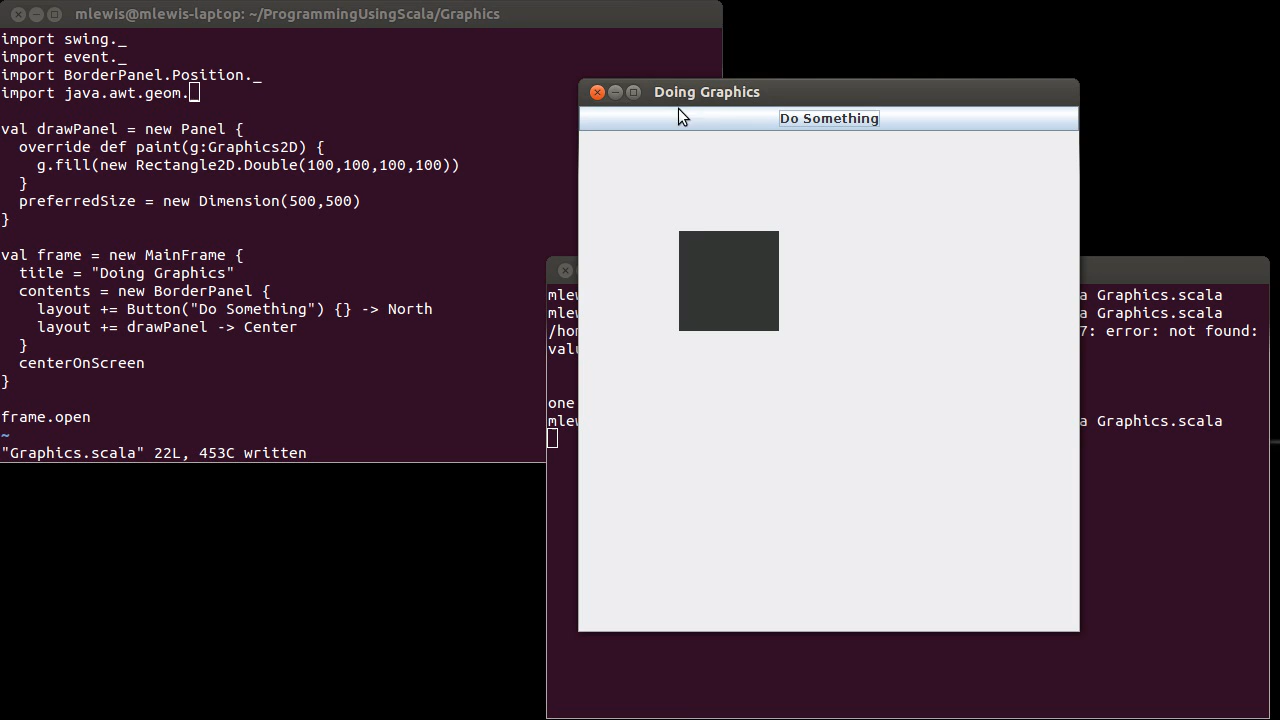 mlewis@mlewis-laptop: ~/ProgrammingUsingScala/Graphics
import swing._
import event._
import BorderPanel.Position._
import java.awt.geom._
val drawPanel = new Panel {
  override def paint(g:Graphics2D) {
    g.fill(new Rectangle2D.Double(100,100,100,100))
  }
  preferredSize = new Dimension(500,500)
}
val frame = new MainFrame {
  title = "Doing Graphics"
  contents = new BorderPanel {
    layout += Button("Do Something") {} -> North
    layout += drawPanel -> Center
  }
  centerOnScreen
}
frame.open
~
"Graphics.scala" 22L, 453C written
Doing Graphics
Do Something
a Graphics.scala
a Graphics.scala
7: error: not found:
one
a Graphics.scala